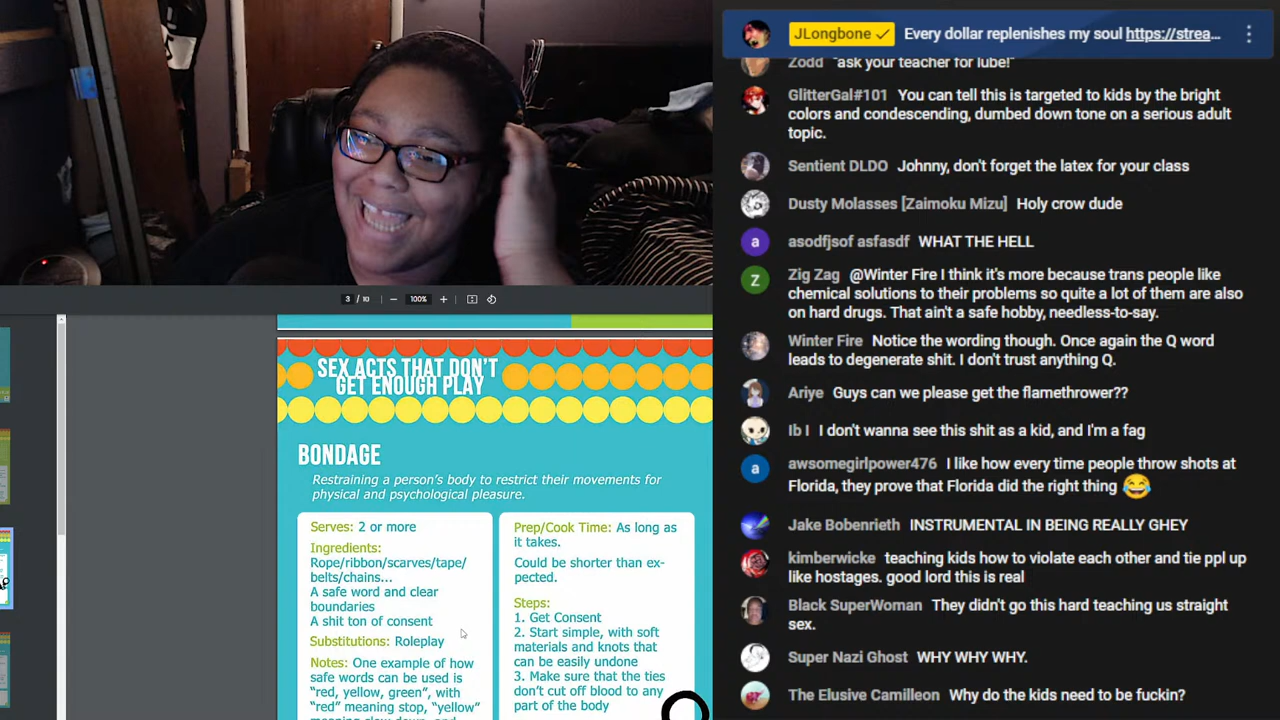 JLongbone ✓ Every dollar replenishes my soul https://strea...
Zodd "ask your teacher for lube!"
GlitterGal#101 You can tell this is targeted to kids by the bright
colors and condescending, dumbed down tone on a serious adult
topic.
Sentient DLDO Johnny, don't forget the latex for your class
Dusty Molasses [Zaimoku Mizu] Holy crow dude
a asodfjsof asfasdf WHAT THE HELL
Z Zig Zag @Winter Fire I think it's more because trans people like
chemical solutions to their problems so quite a lot of them are also
on hard drugs. That ain't a safe hobby, needless-to-say.
Winter Fire Notice the wording though. Once again the Q word
leads to degenerate shit. I don't trust anything Q.
Ariye Guys can we please get the flamethrower??
Ib I I don't wanna see this shit as a kid, and I'm a fag
a awsomegirlpower476 I like how every time people throw shots at
Florida, they prove that Florida did the right thing 😂
Jake Bobenrieth INSTRUMENTAL IN BEING REALLY GHEY
kimberwicke teaching kids how to violate each other and tie ppl up
like hostages. good lord this is real
Black SuperWoman They didn't go this hard teaching us straight
sex.
Super Nazi Ghost WHY WHY WHY.
The Elusive Camilleon Why do the kids need to be fuckin?
3 / 10 − 100% +
SEX ACTS THAT DON'T
GET ENOUGH PLAY
BONDAGE
Restraining a person's body to restrict their movements for
physical and psychological pleasure.
Serves: 2 or more
Ingredients:
Rope/ribbon/scarves/tape/
belts/chains...
A safe word and clear
boundaries
A shit ton of consent
Substitutions: Roleplay
Notes: One example of how
safe words can be used is
"red, yellow, green", with
"red" meaning stop, "yellow"
meaning slow down, and
Prep/Cook Time: As long as
it takes.
Could be shorter than ex-
pected.
Steps:
1. Get Consent
2. Start simple, with soft
materials and knots that
can be easily undone
3. Make sure that the ties
don't cut off blood to any
part of the body